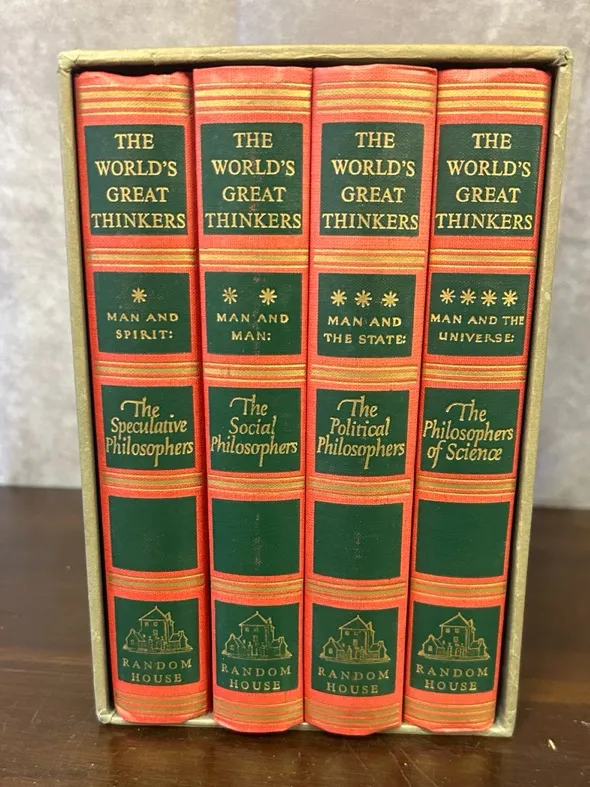 THE
WORLD'S
GREAT
THINKERS
*
MAN AND
SPIRIT:
The
Speculative
Philosophers
RANDOM
HOUSE
THE
WORLD'S
GREAT
THINKERS
* *
MAN AND
MAN:
The
Social
Philosophers
RANDOM
HOUSE
THE
WORLD'S
GREAT
THINKERS
* * *
MAN AND
THE STATE:
The
Political
Philosophers
RANDOM
HOUSE
THE
WORLD'S
GREAT
THINKERS
* * * *
MAN AND THE
UNIVERSE:
The
Philosophers
of Science
RANDOM
HOUSE